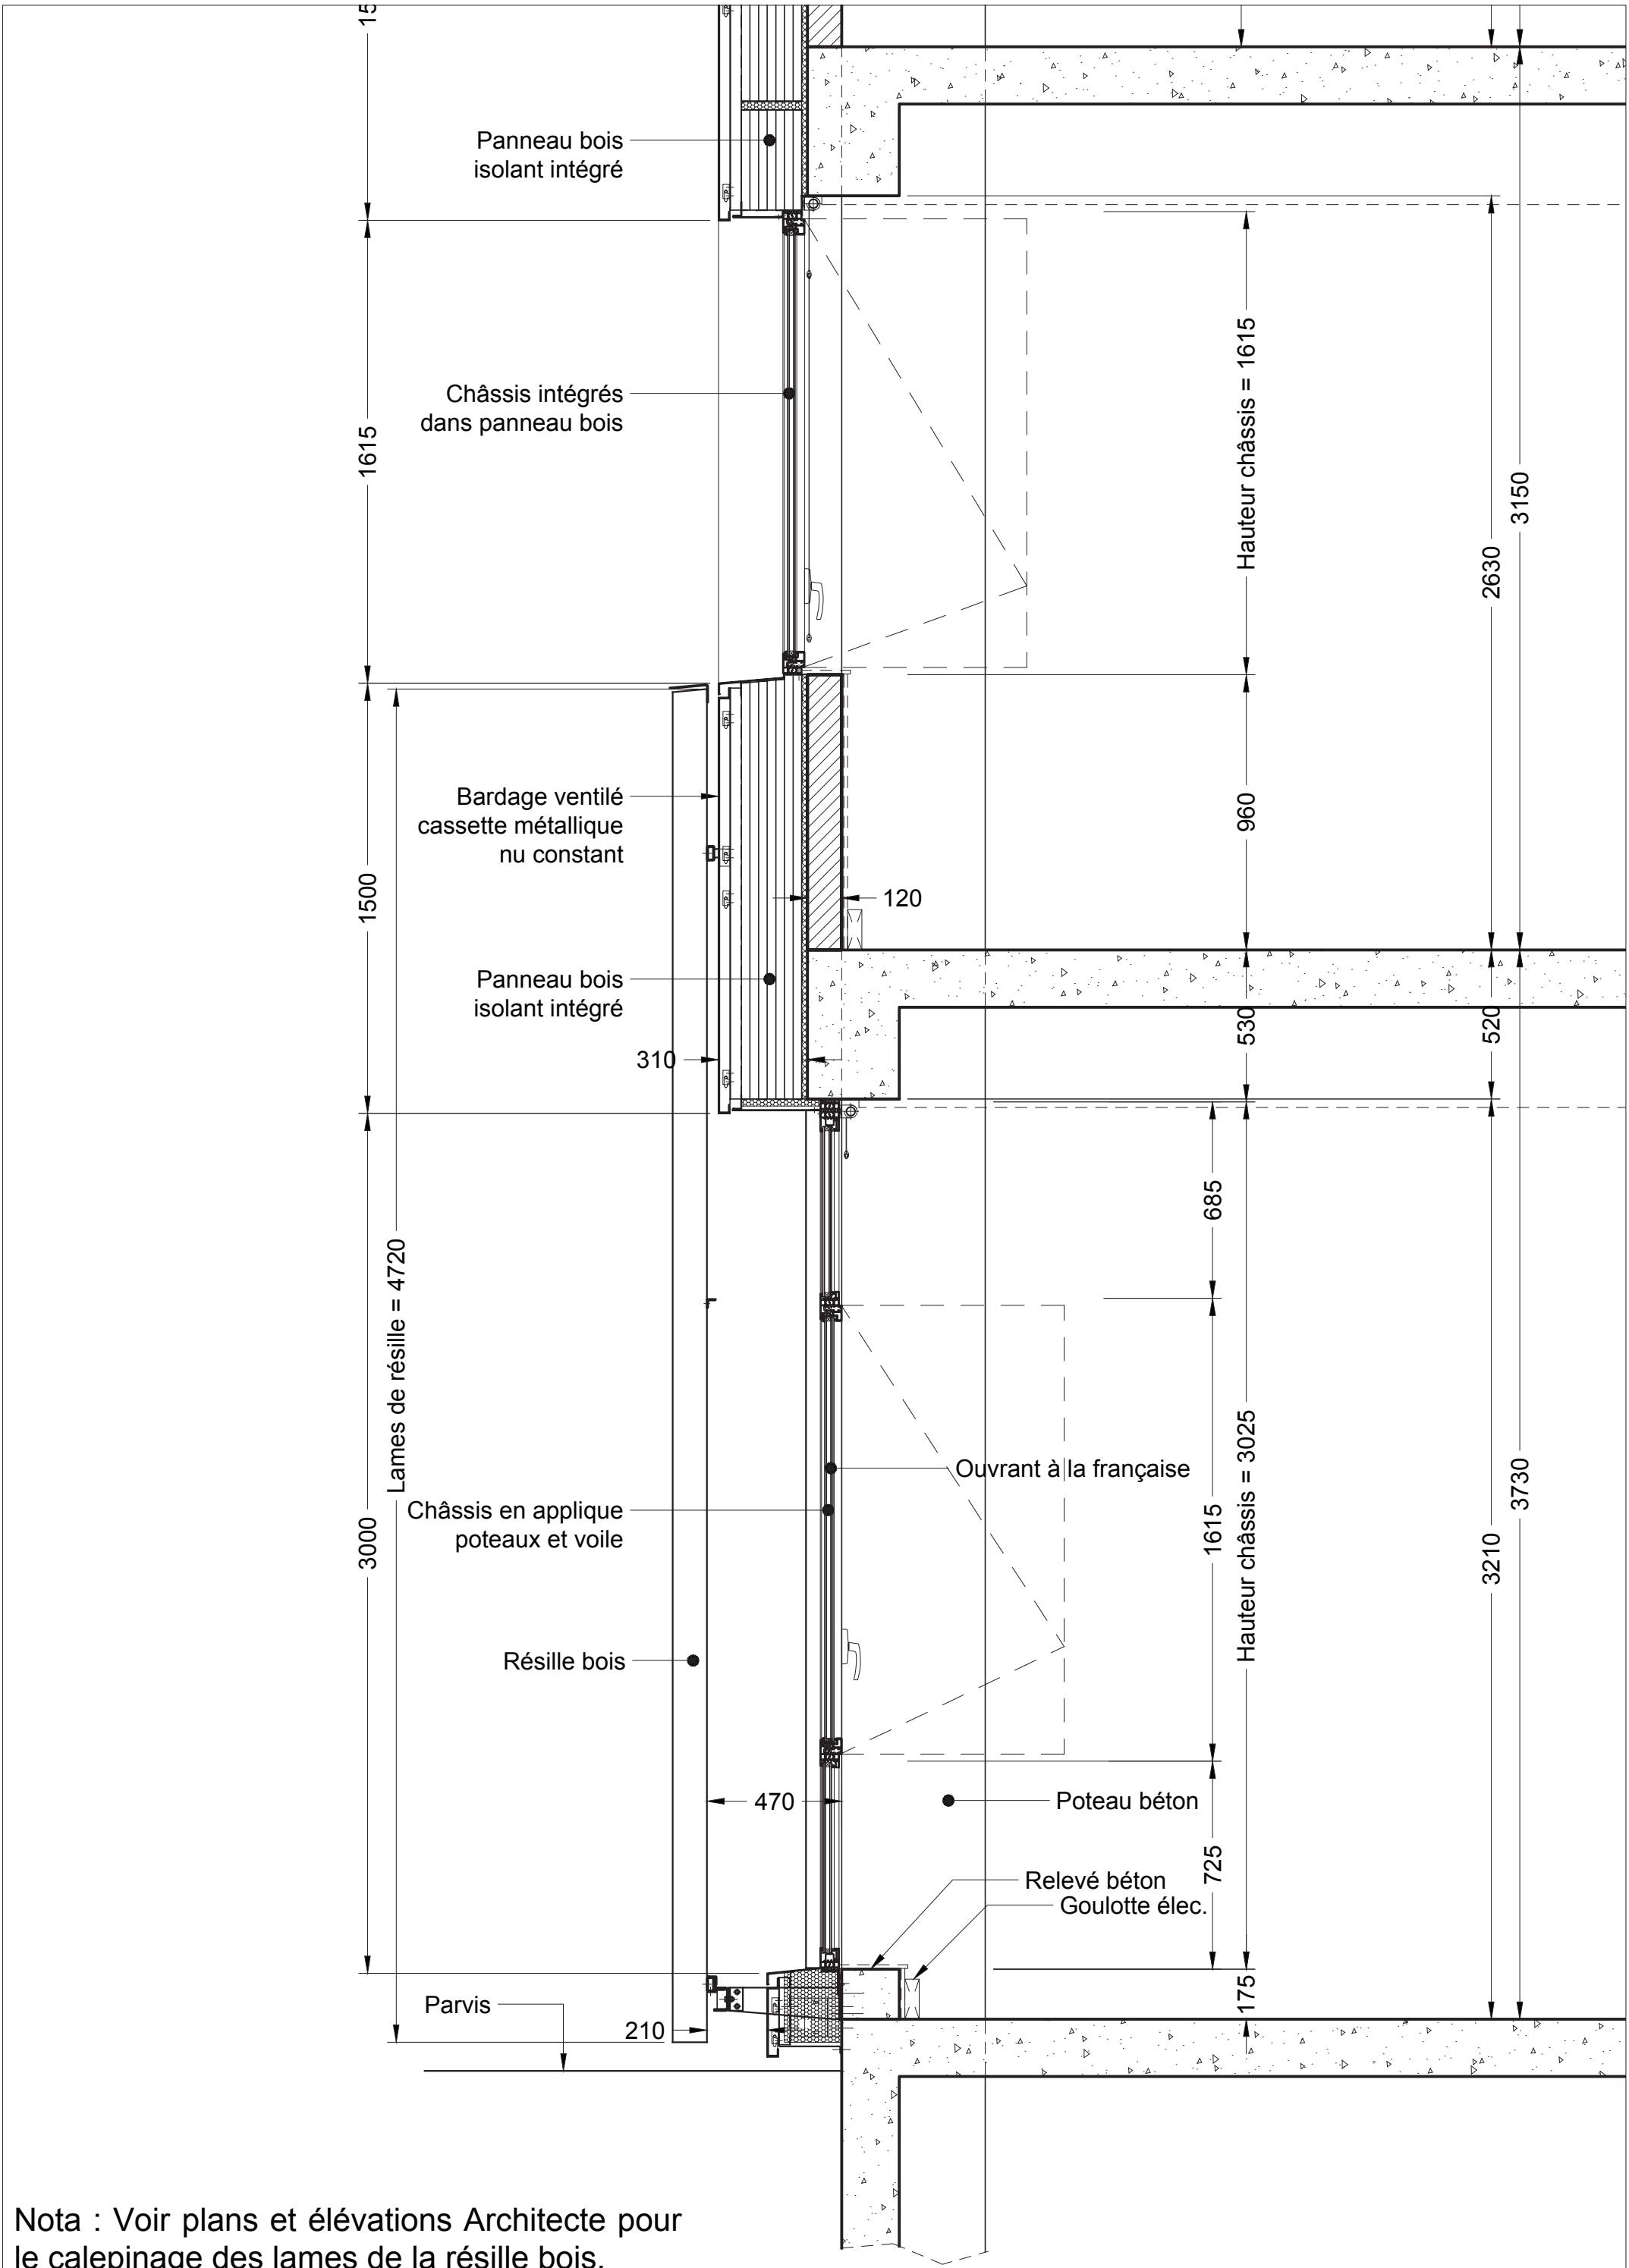 15
Panneau bois
isolant intégré
Châssis intégrés
dans panneau bois
1615
Hauteur châssis = 1615
2630
3150
Bardage ventilé
cassette métallique
nu constant
1500
960
120
Panneau bois
isolant intégré
310
530
520
685
Lames de résille = 4720
Ouvrant à la française
Châssis en applique
poteaux et voile
3000
1615
Hauteur châssis = 3025
3210
3730
Résille bois
470
Poteau béton
725
Relevé béton
Goulotte élec.
175
Parvis
210
Nota : Voir plans et élévations Architecte pour
le calepinage des lames de la résille bois.